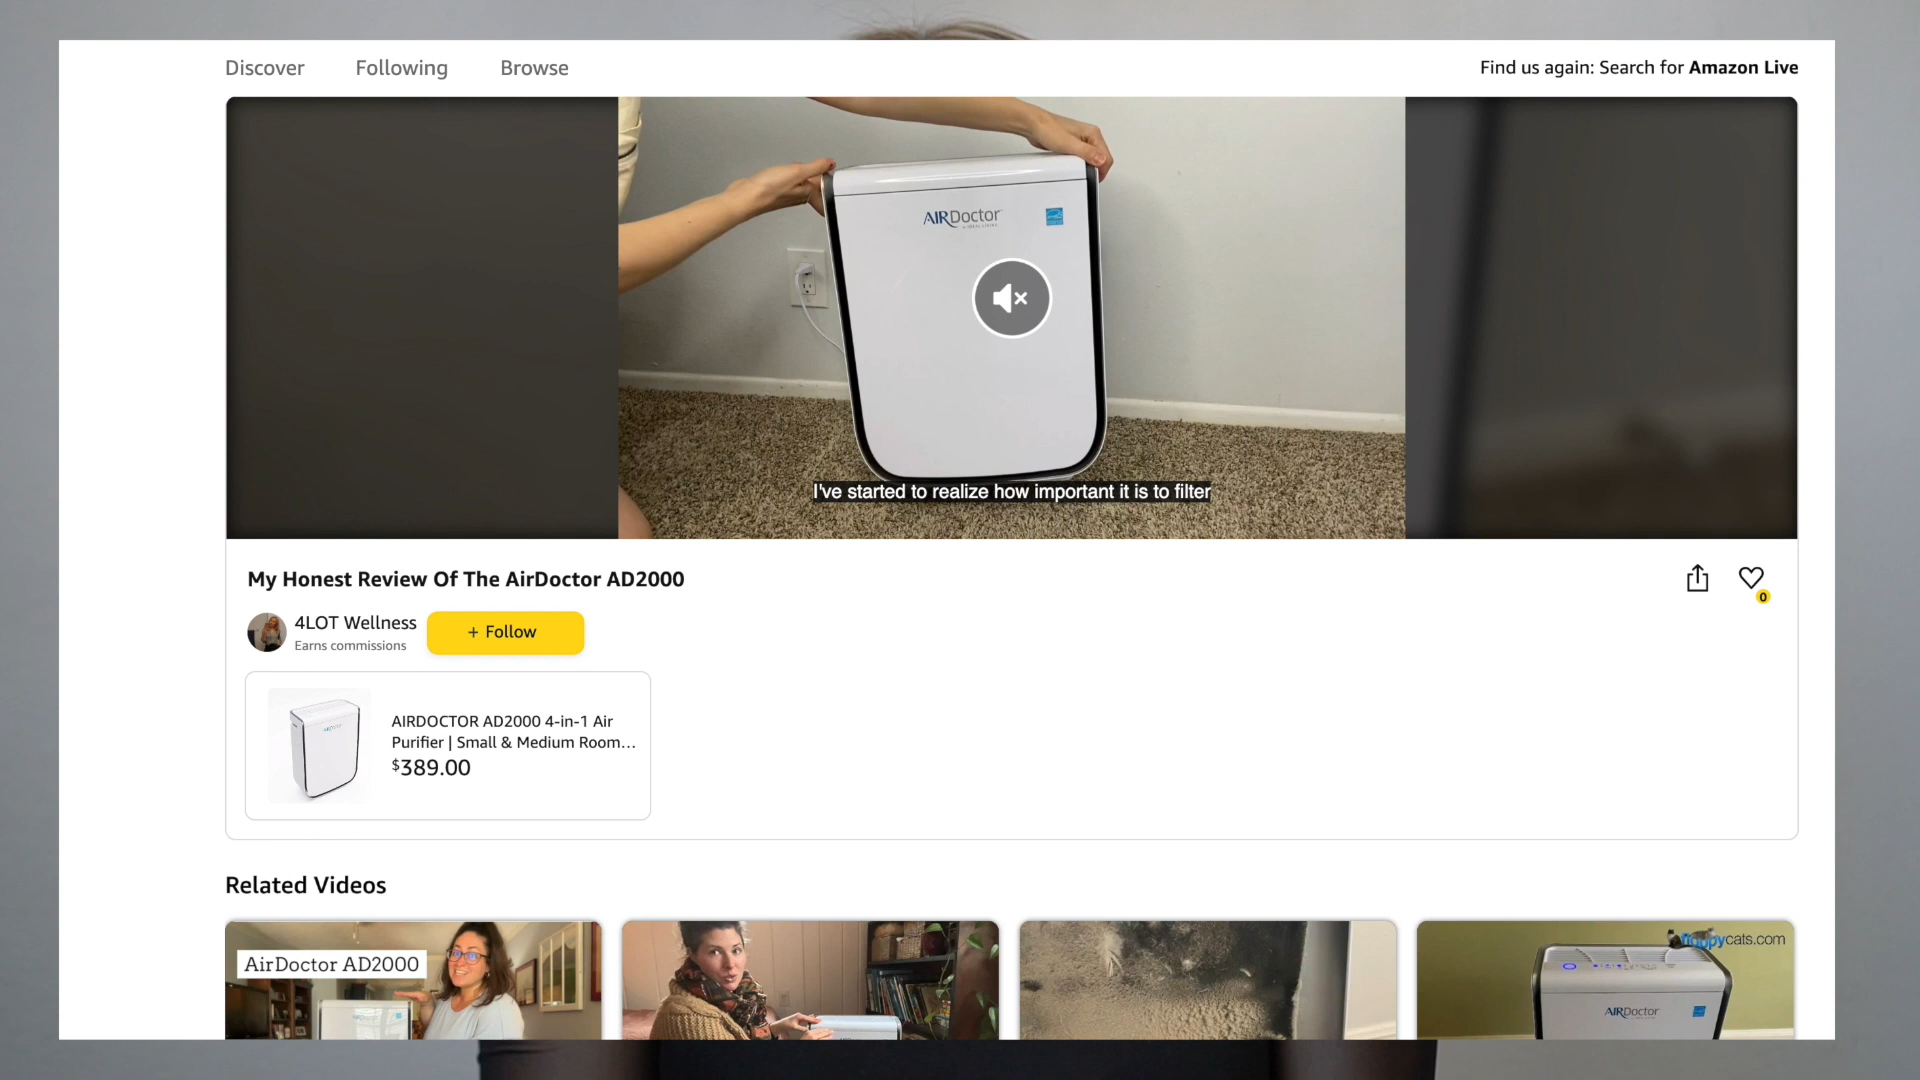 Discover Following Browse
Find us again: Search for Amazon Live
AIRDoctor
I've started to realize how important it is to filter
My Honest Review Of The AirDoctor AD2000
0
4LOT Wellness
Earns commissions
+ Follow
AIRDOCTOR AD2000 4-in-1 Air
Purifier | Small & Medium Room...
$389.00
Related Videos
AirDoctor AD2000
floppycats.com
AIRDoctor